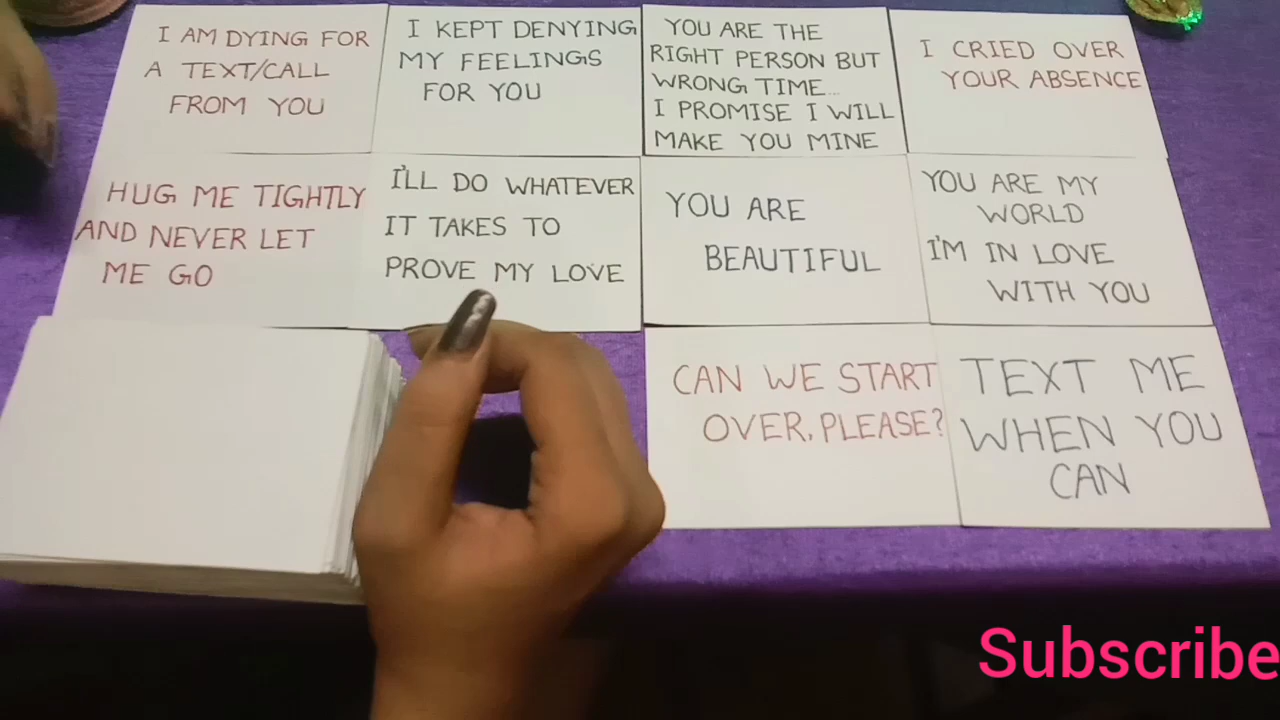 I AM DYING FOR
A TEXT/CALL
FROM YOU
I KEPT DENYING
MY FEELINGS
FOR YOU
YOU ARE THE
RIGHT PERSON BUT
WRONG TIME...
I PROMISE I WILL
MAKE YOU MINE
I CRIED OVER
YOUR ABSENCE
HUG ME TIGHTLY
AND NEVER LET
ME GO
I'LL DO WHATEVER
IT TAKES TO
PROVE MY LOVE
YOU ARE
BEAUTIFUL
YOU ARE MY
WORLD
I'M IN LOVE
WITH YOU
CAN WE START
OVER, PLEASE?
TEXT ME
WHEN YOU
CAN
Subscribe